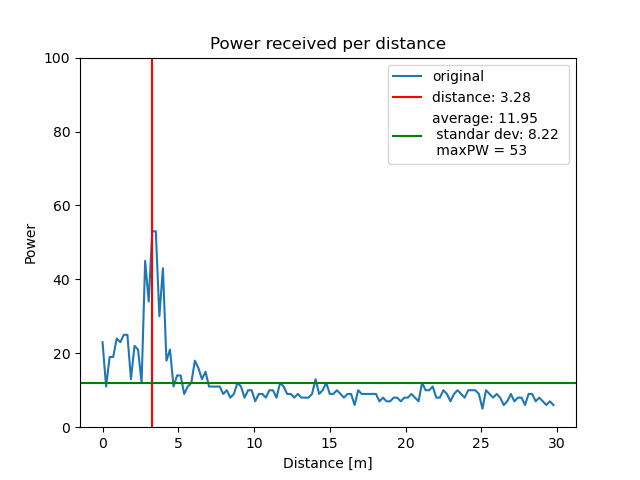 Power received per distance
original
distance: 3.28
average: 11.95
standar dev: 8.22
maxPW = 53
100
80
60
40
20
0
Power
0 5 10 15 20 25 30
Distance [m]